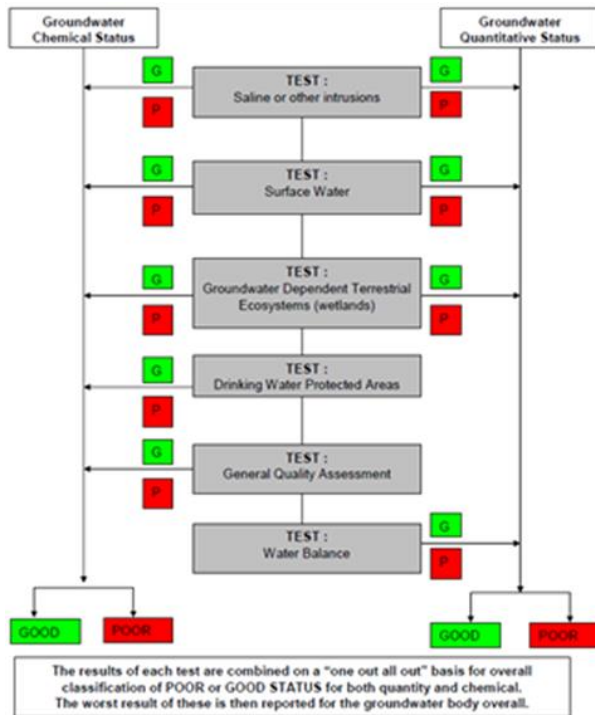 Groundwater
Chemical Status
Groundwater
Quantitative Status
G
P
TEST :
Saline or other intrusions
G
P
G
P
TEST :
Surface Water
G
P
G
P
TEST :
Groundwater Dependent Terrestrial
Ecosystems (wetlands)
G
P
G
P
TEST :
Drinking Water Protected Areas
G
P
TEST :
General Quality Assessment
TEST :
Water Balance
G
P
GOOD
POOR
GOOD
POOR
The results of each test are combined on a “one out all out” basis for overall
classification of POOR or GOOD STATUS for both quantity and chemical.
The worst result of these is then reported for the groundwater body overall.